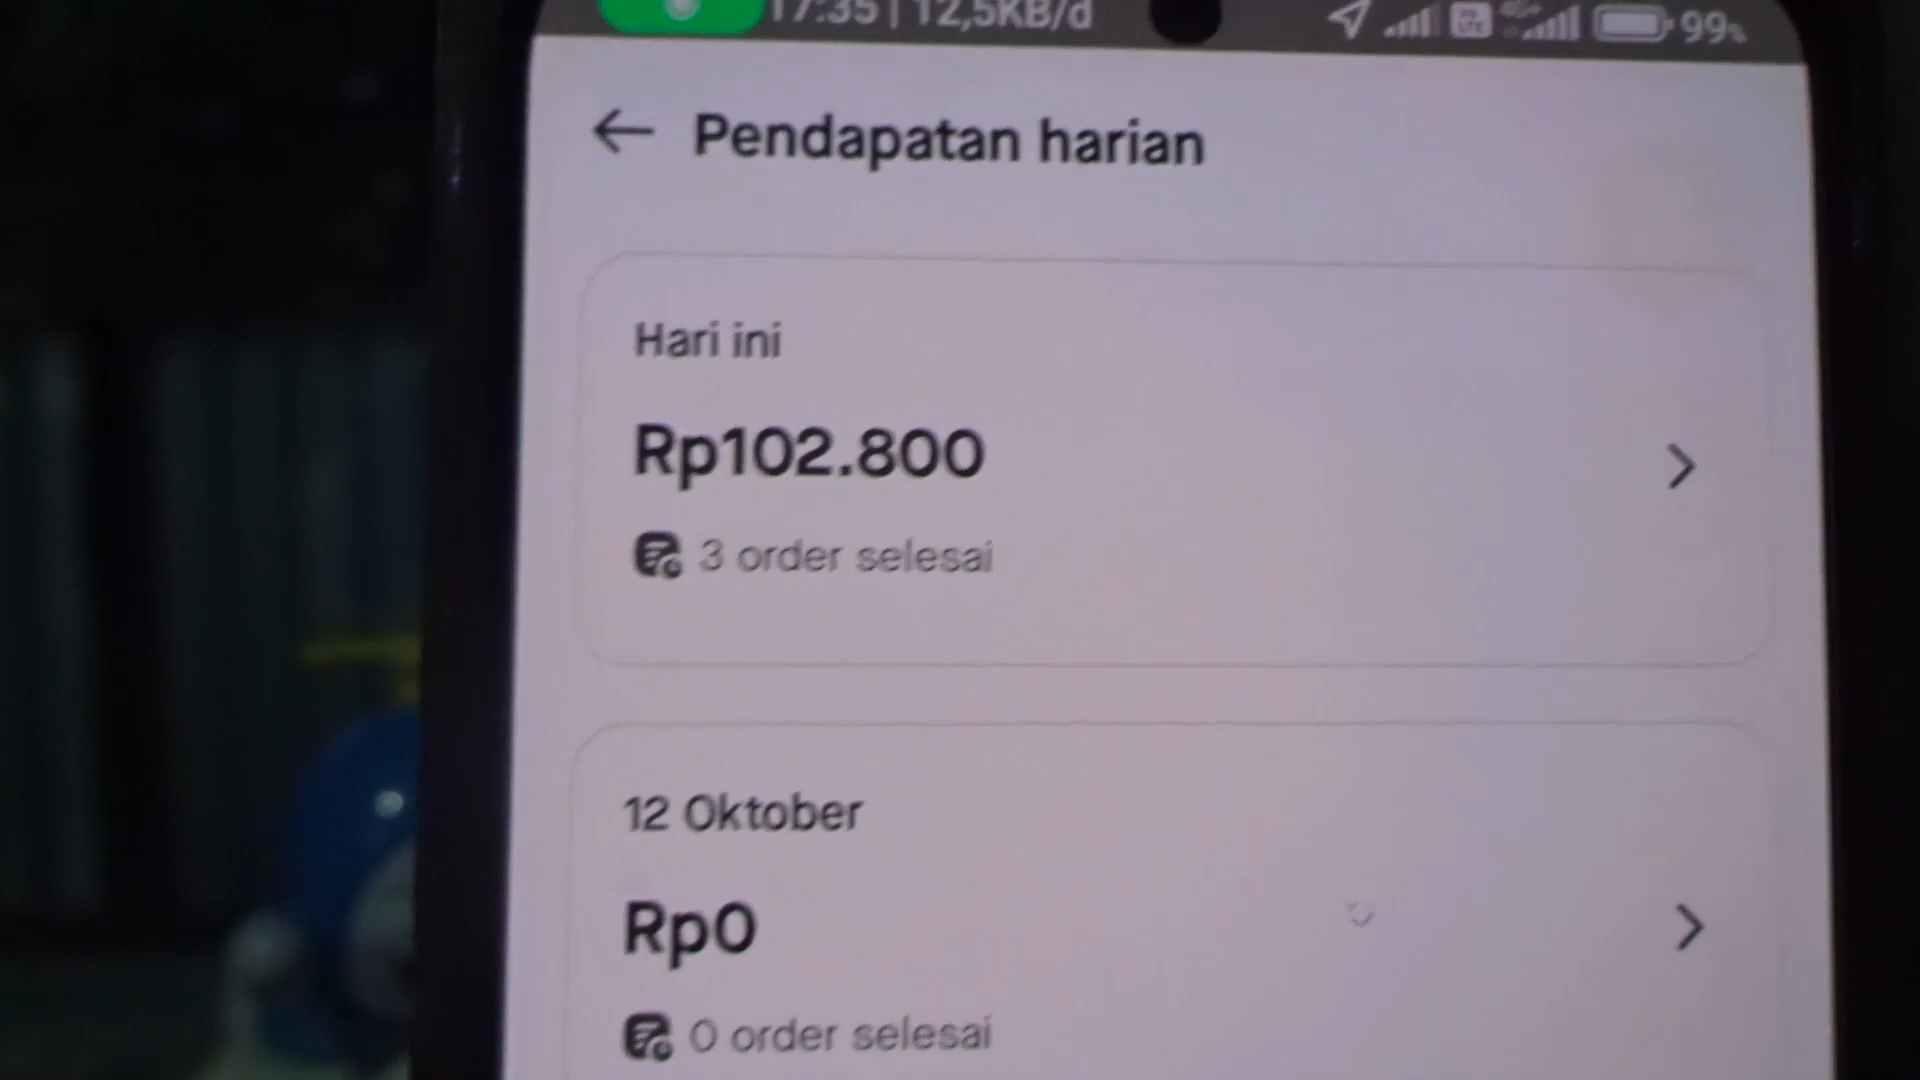 17:35 | 12,5KB/d
99%
Pendapatan harian
Hari ini
Rp102.800
3 order selesai
12 Oktober
Rp0
0 order selesai